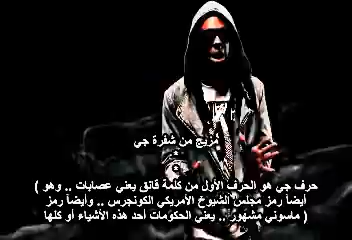 مزيج من شفرة جي
حرف جي هو الحرف الأول من كلمة قانق يعني عصابات .. وهو )
أيضاً رمز مجلس الشيوخ الأمريكي الكونجرس .. وأيضاً رمز
( ماسوني مشهور .. يعني الحكومات أحد هذه الأشياء أو كلها